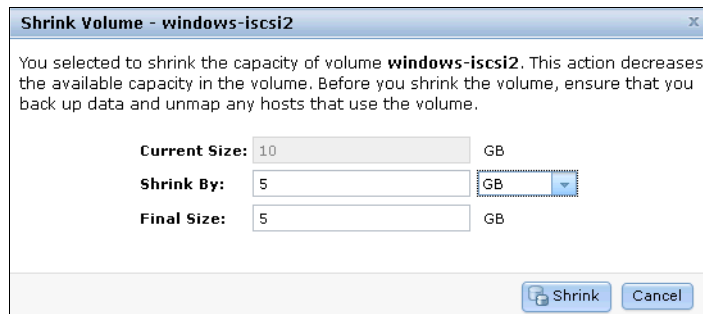 Shrink Volume - windows-iscsi2 x
You selected to shrink the capacity of volume windows-iscsi2. This action decreases
the available capacity in the volume. Before you shrink the volume, ensure that you
back up data and unmap any hosts that use the volume.
Current Size: 10 GB
Shrink By: 5 GB
Final Size: 5 GB
Shrink Cancel